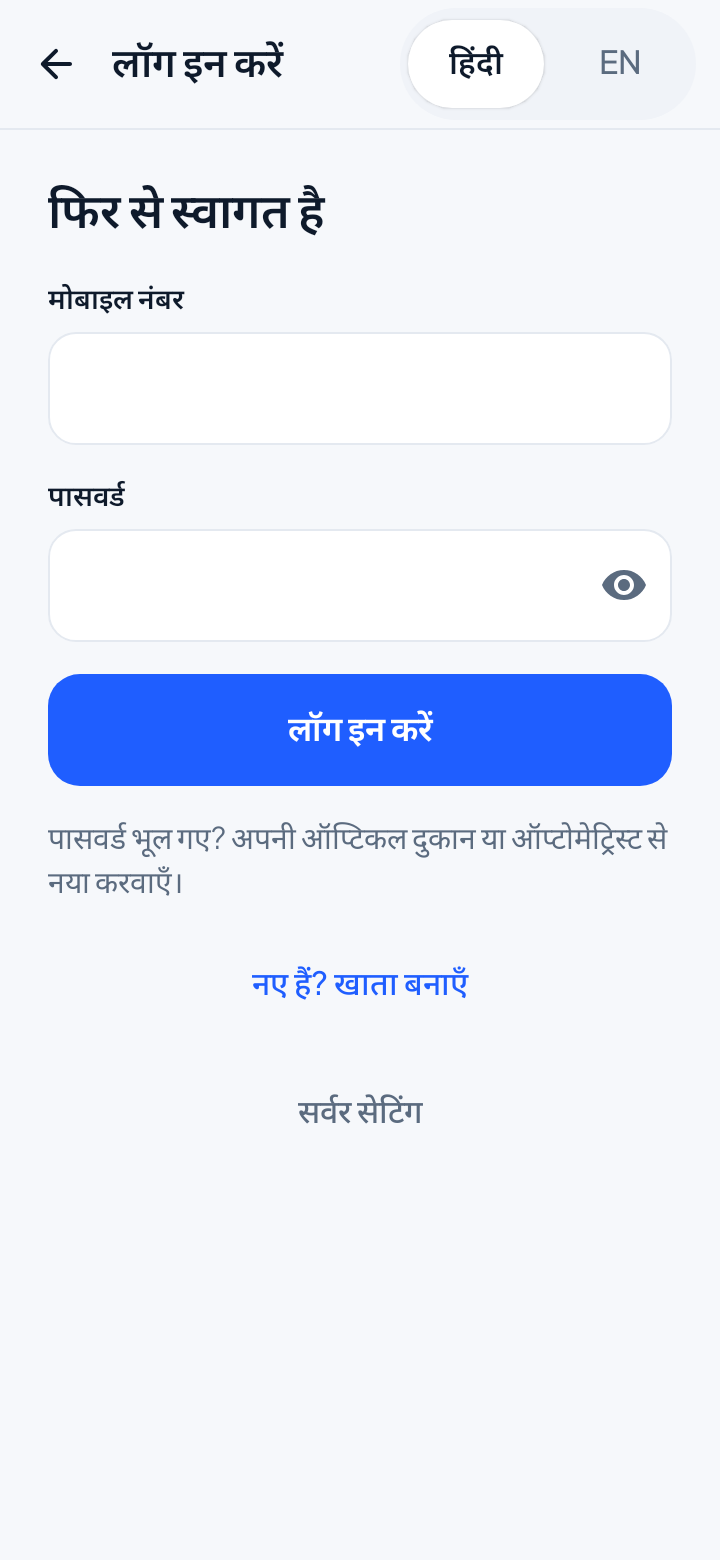 लॉग इन करें
हिंदी
EN
फिर से स्वागत है
मोबाइल नंबर
पासवर्ड
लॉग इन करें
पासवर्ड भूल गए? अपनी ऑप्टिकल दुकान या ऑप्टोमेट्रिस्ट से
नया करवाएँ।
नए हैं? खाता बनाएँ
सर्वर सेटिंग